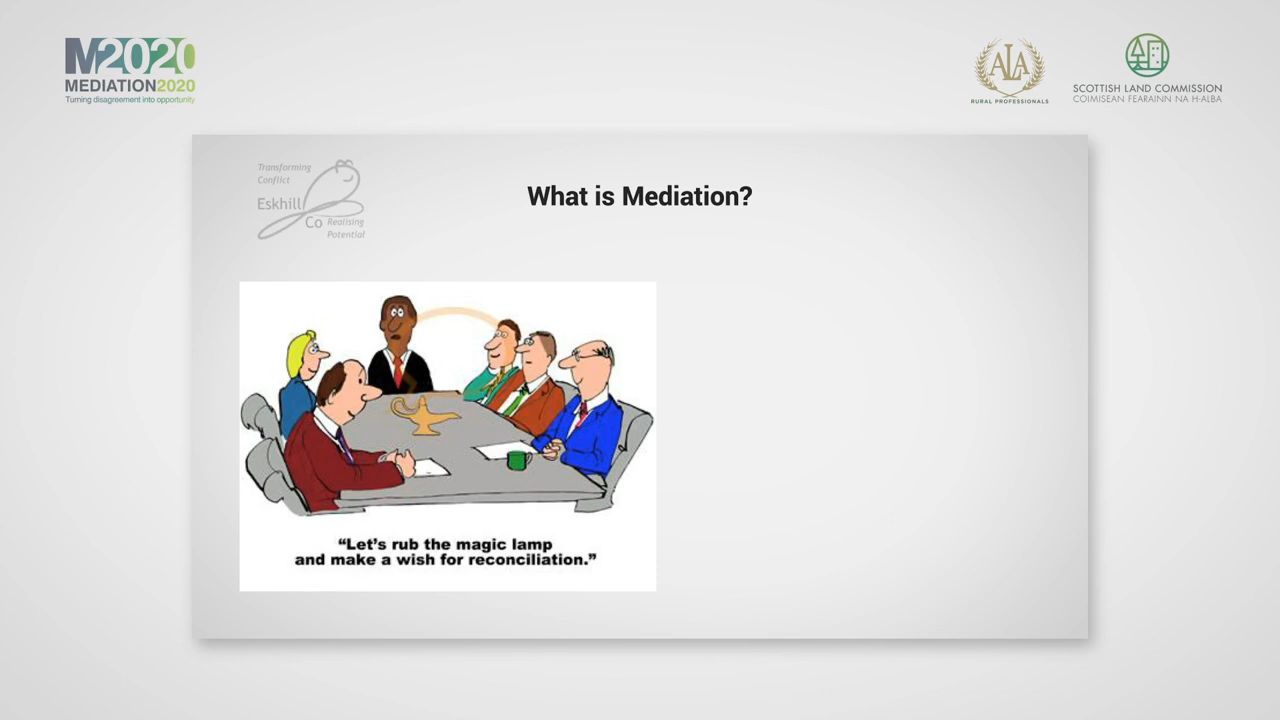 M2020
MEDIATION2020
Turning disagreement into opportunity
ALA
RURAL PROFESSIONALS
SCOTTISH LAND COMMISSION
COIMISEAN FEARAINN NA H-ALBA
Transforming
Conflict
Eskhill
Co Realising
Potential
What is Mediation?
“Let’s rub the magic lamp
and make a wish for reconciliation.”